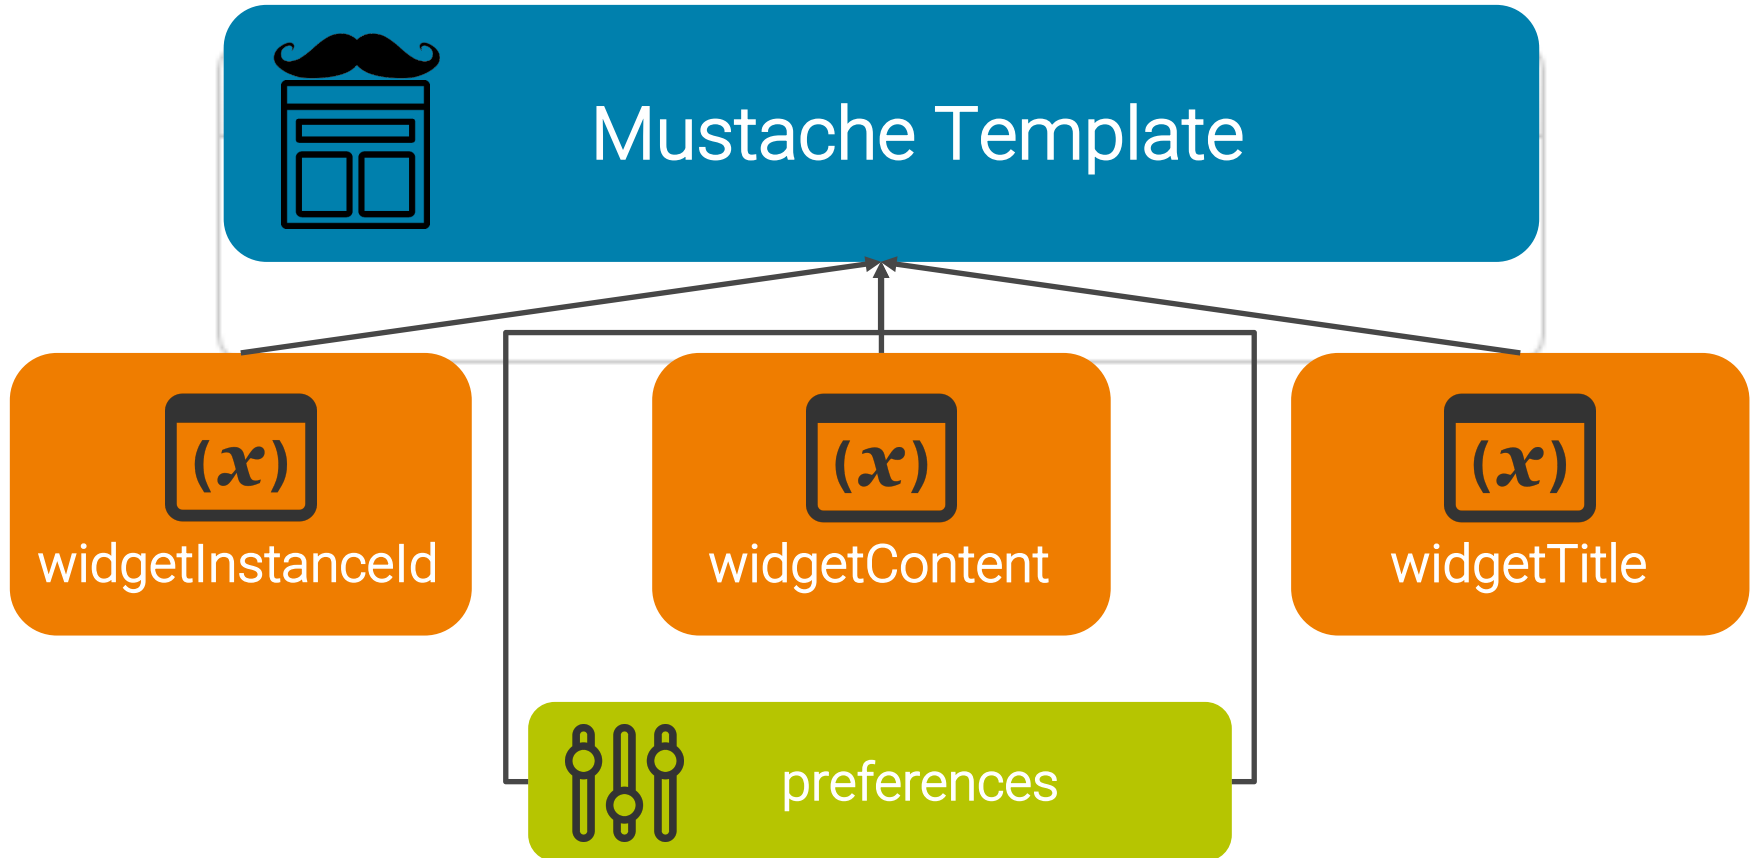 Mustache Template
(x)
(x)
(x)
widgetInstanceId
widgetContent
widgetTitle
preferences